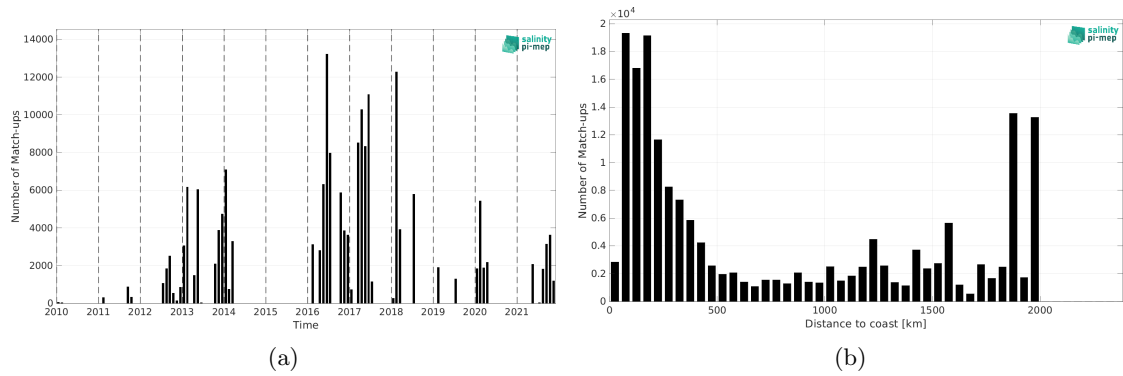 salinity
pi-mep
14000
12000
10000
8000
6000
4000
2000
0
Number of Match-ups
2010 2011 2012 2013 2014 2015 2016 2017 2018 2019 2020 2021
Time
(a)
×10⁴
salinity
pi-mep
2
1.8
1.6
1.4
1.2
1
0.8
0.6
0.4
0.2
0
Number of Match-ups
0 500 1000 1500 2000
Distance to coast [km]
(b)